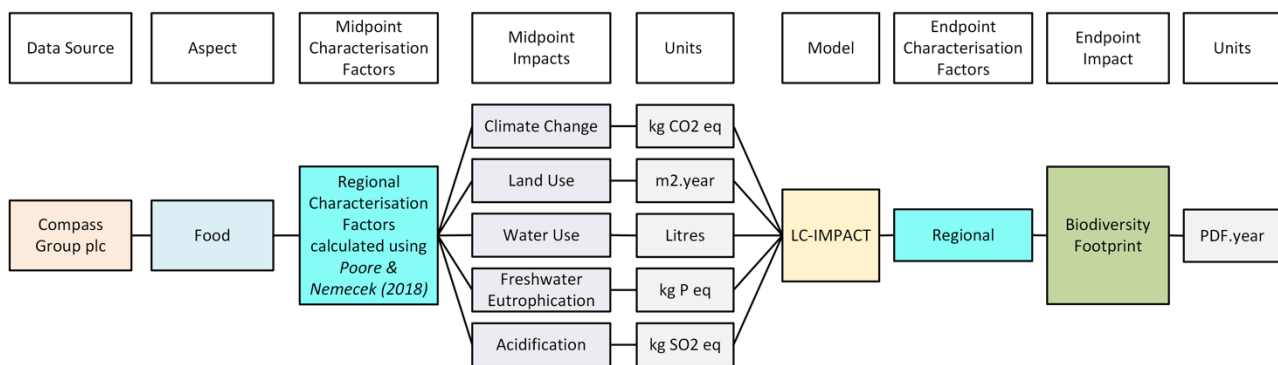 Data Source
Aspect
Midpoint
Characterisation
Factors
Midpoint
Impacts
Units
Model
Endpoint
Characterisation
Factors
Endpoint
Impact
Units
Compass
Group plc
Food
Regional
Characterisation
Factors
calculated using
Poore &
Nemecek (2018)
Climate Change
kg CO2 eq
Land Use
m2.year
Water Use
Litres
Freshwater
Eutrophication
kg P eq
Acidification
kg SO2 eq
LC-IMPACT
Regional
Biodiversity
Footprint
PDF.year